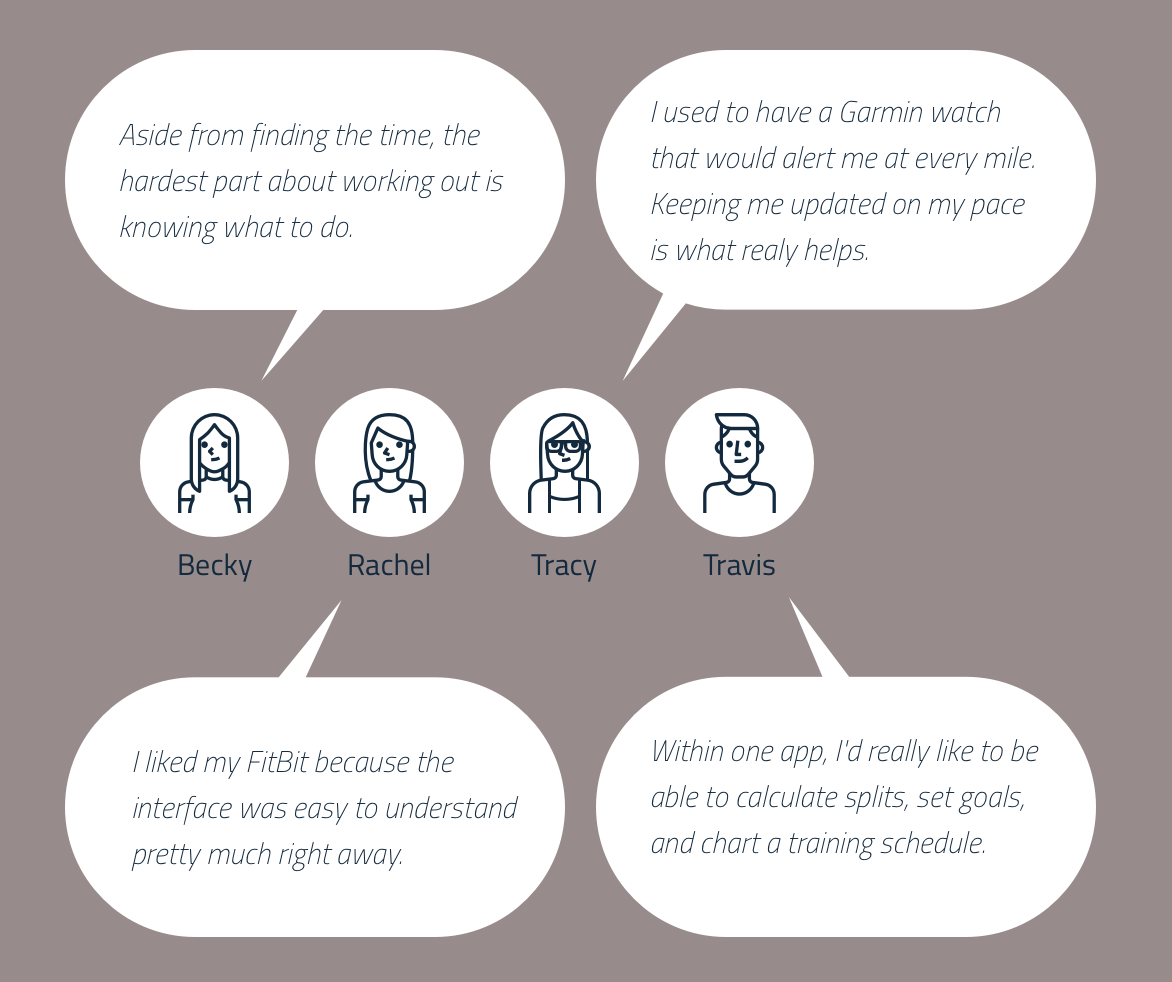 Aside from finding the time, the
hardest part about working out is
knowing what to do.
I used to have a Garmin watch
that would alert me at every mile.
Keeping me updated on my pace
is what realy helps.
Becky
Rachel
Tracy
Travis
I liked my FitBit because the
interface was easy to understand
pretty much right away.
Within one app, I'd really like to be
able to calculate splits, set goals,
and chart a training schedule.